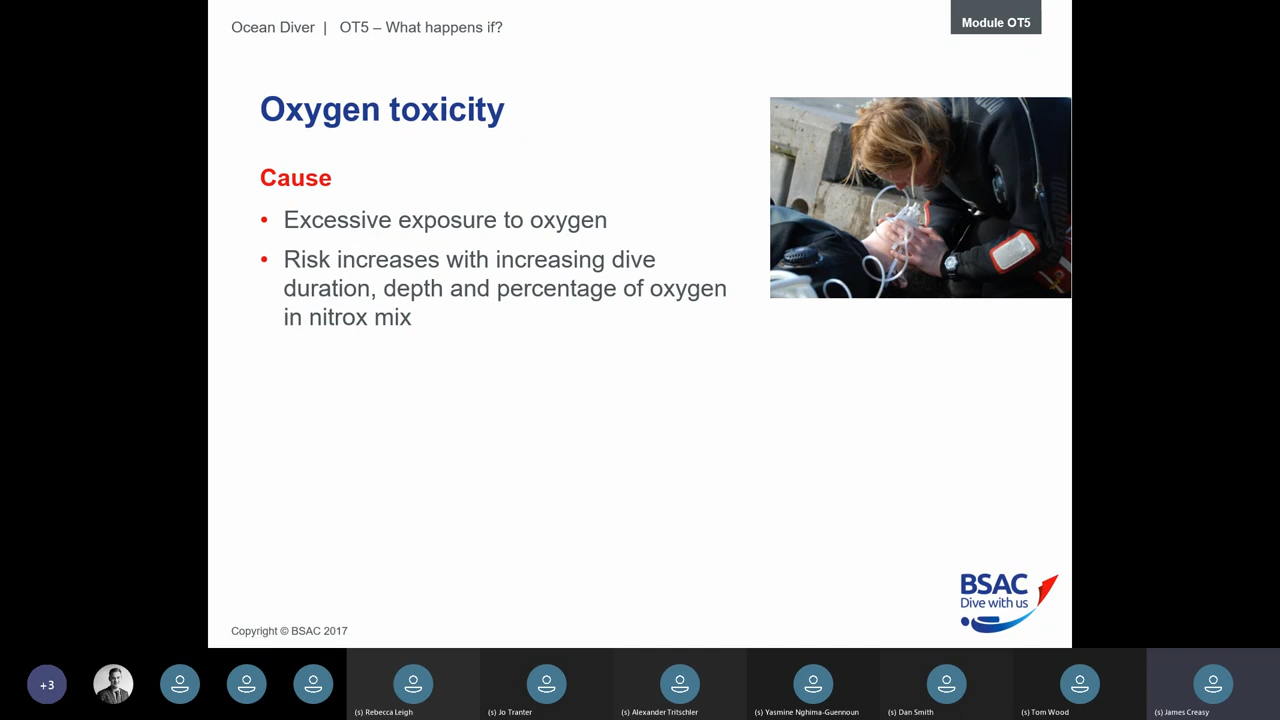 Ocean Diver | OT5 – What happens if?
Module OT5
Oxygen toxicity
Cause
• Excessive exposure to oxygen
• Risk increases with increasing dive
duration, depth and percentage of oxygen
in nitrox mix
BSAC
Dive with us
Copyright © BSAC 2017
+3
(s) Rebecca Leigh
(s) Jo Tranter
(s) Alexander Tritschler
(s) Yasmine Nghima-Guennoun
(s) Dan Smith
(s) Tom Wood
(s) James Creasy